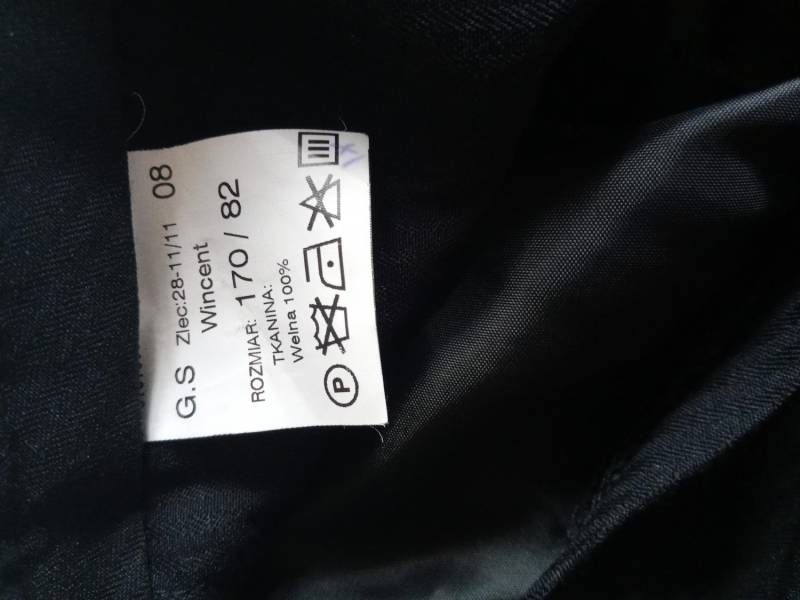 G.S Zlec:28-11/11 08
Wincent
ROZMIAR: 170 / 82
TKANINA:
Wełna 100%
P